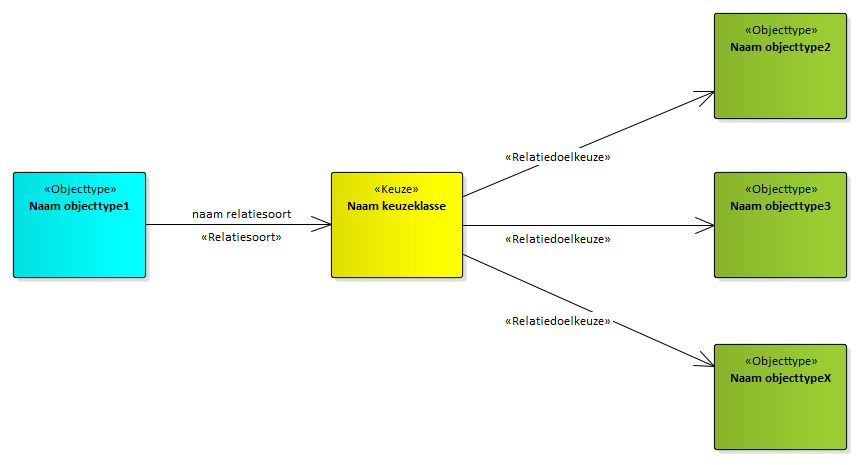 «Objecttype»
Naam objecttype2
«Relatiedoelkeuze»
«Objecttype»
Naam objecttype1
naam relatiesoort
«Relatiesoort»
«Keuze»
Naam keuzeklasse
«Relatiedoelkeuze»
«Objecttype»
Naam objecttype3
«Relatiedoelkeuze»
«Objecttype»
Naam objecttypeX